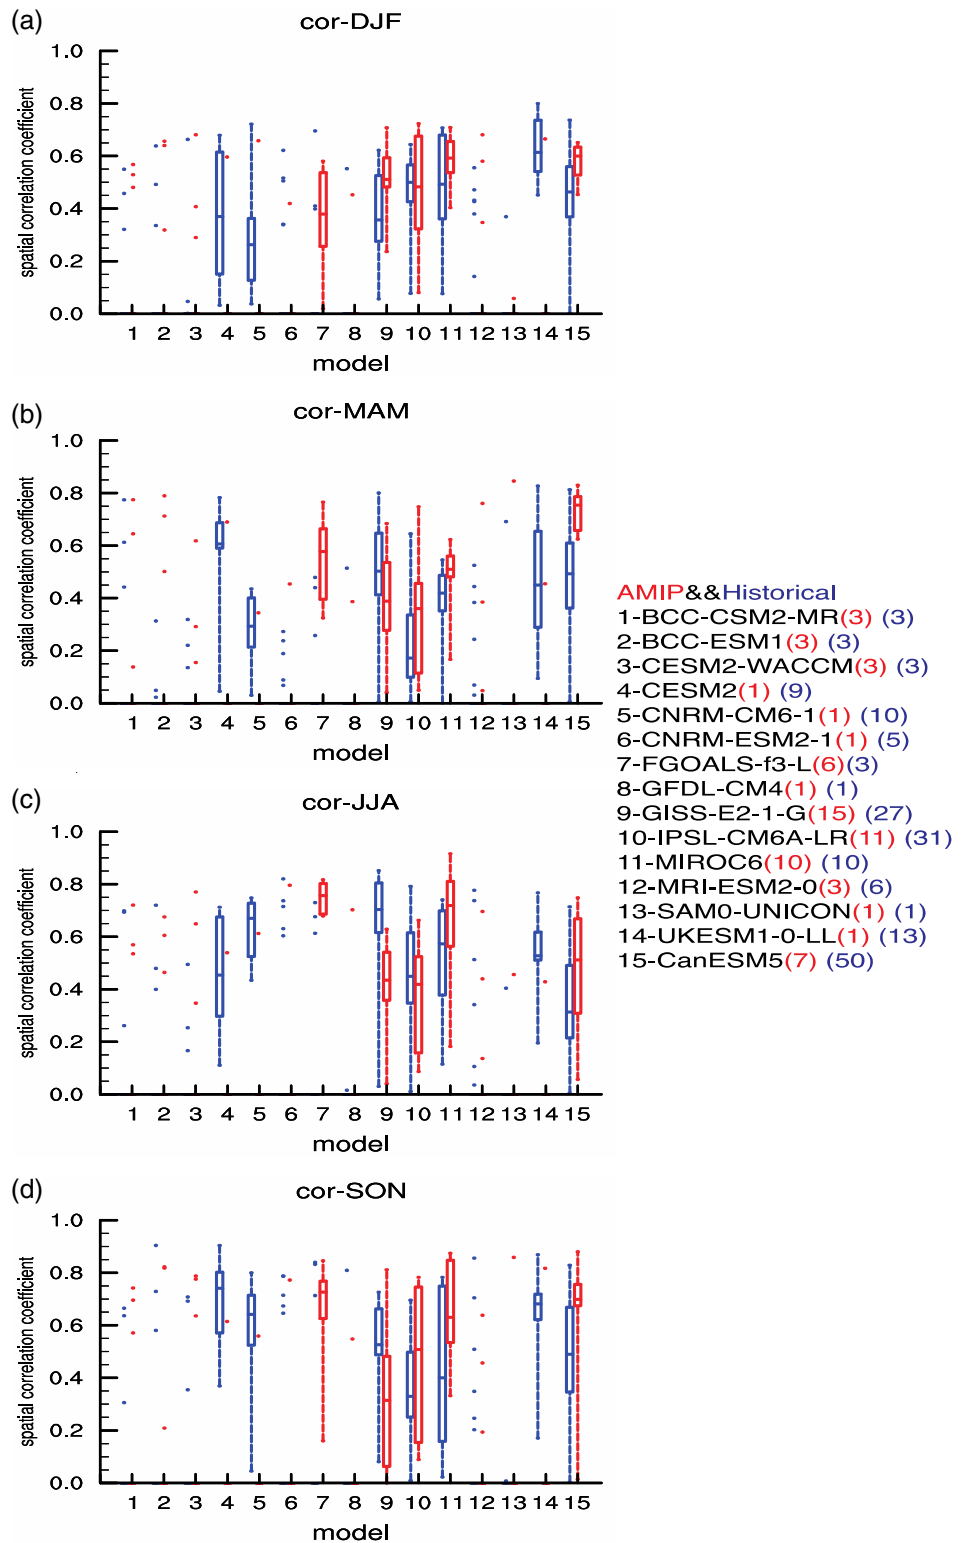 (a)
cor-DJF
spatial correlation coefficient
1.0
0.8
0.6
0.4
0.2
0.0
1 2 3 4 5 6 7 8 9 10 11 12 13 14 15
model
(b)
cor-MAM
spatial correlation coefficient
1.0
0.8
0.6
0.4
0.2
0.0
1 2 3 4 5 6 7 8 9 10 11 12 13 14 15
model
AMIP&&Historical
1-BCC-CSM2-MR(3) (3)
2-BCC-ESM1(3) (3)
3-CESM2-WACCM(3) (3)
4-CESM2(1) (9)
5-CNRM-CM6-1(1) (10)
6-CNRM-ESM2-1(1) (5)
7-FGOALS-f3-L(6)(3)
8-GFDL-CM4(1) (1)
9-GISS-E2-1-G(15) (27)
10-IPSL-CM6A-LR(11) (31)
11-MIROC6(10) (10)
12-MRI-ESM2-0(3) (6)
13-SAM0-UNICON(1) (1)
14-UKESM1-0-LL(1) (13)
15-CanESM5(7) (50)
(c)
cor-JJA
spatial correlation coefficient
1.0
0.8
0.6
0.4
0.2
0.0
1 2 3 4 5 6 7 8 9 10 11 12 13 14 15
model
(d)
cor-SON
spatial correlation coefficient
1.0
0.8
0.6
0.4
0.2
0.0
1 2 3 4 5 6 7 8 9 10 11 12 13 14 15
model